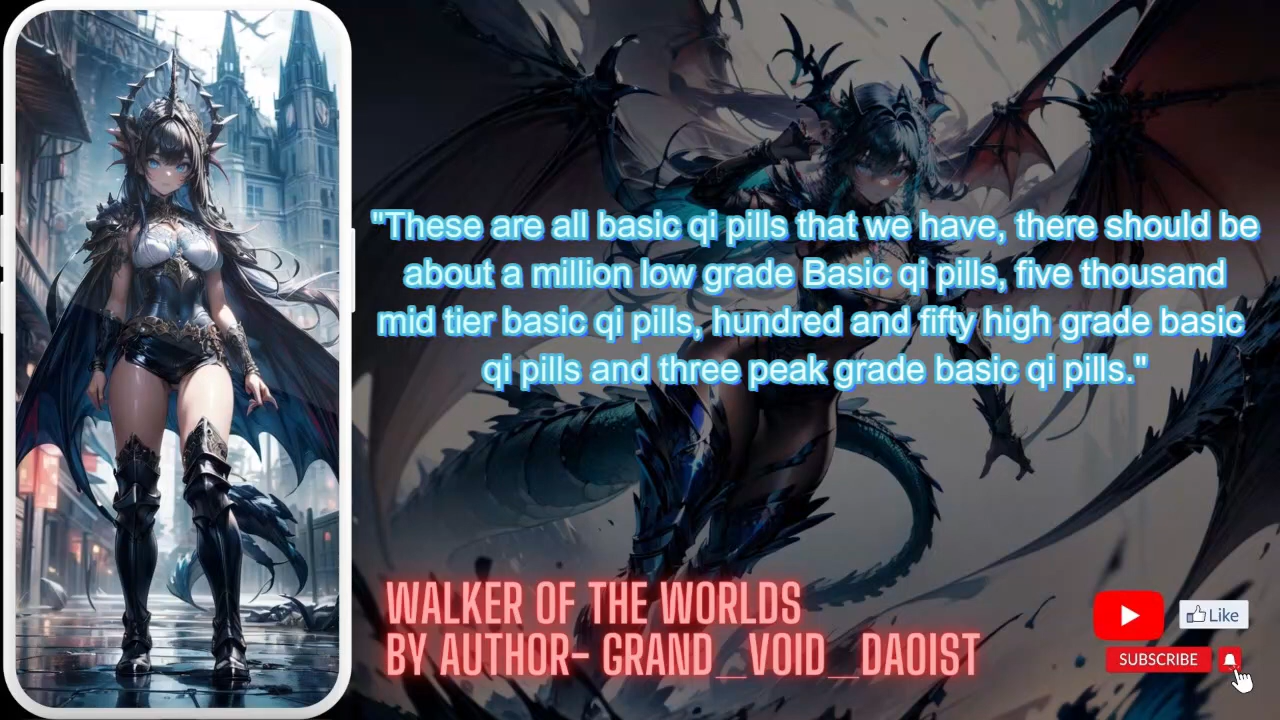 "These are all basic qi pills that we have, there should be
about a million low grade Basic qi pills, five thousand
mid tier basic qi pills, hundred and fifty high grade basic
qi pills and three peak grade basic qi pills."
WALKER OF THE WORLDS
BY AUTHOR- GRAND_VOID_DAOIST
Like
SUBSCRIBE